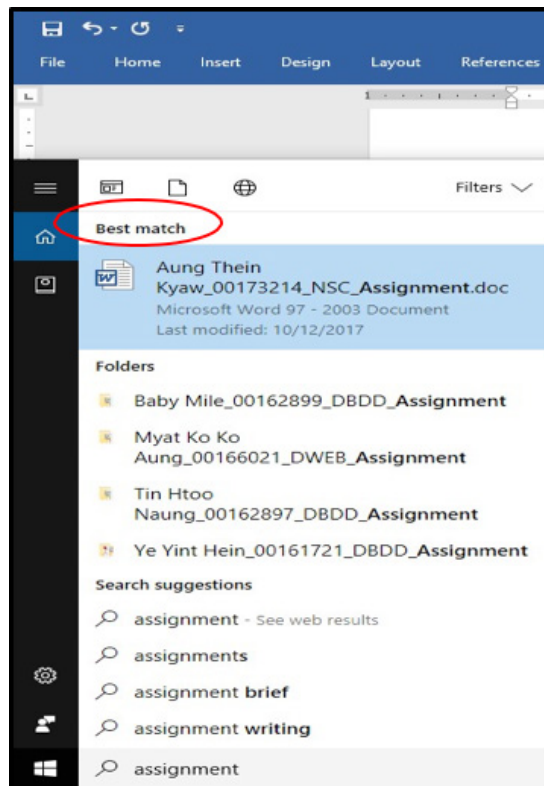 File Home Insert Design Layout References
L
1
Filters
Best match
Aung Thein
Kyaw_00173214_NSC_Assignment.doc
Microsoft Word 97 - 2003 Document
Last modified: 10/12/2017
Folders
Baby Mile_00162899_DBDD_Assignment
Myat Ko Ko
Aung_00166021_DWEB_Assignment
Tin Htoo
Naung_00162897_DBDD_Assignment
Ye Yint Hein_00161721_DBDD_Assignment
Search suggestions
assignment - See web results
assignments
assignment brief
assignment writing
assignment